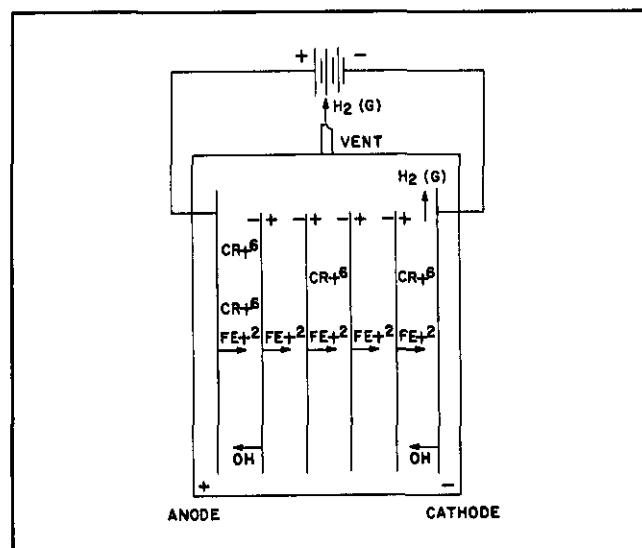 + −
H2 (G)
VENT
H2 (G)
−+ −+ −+ −+
CR+6
CR+6 CR+6
CR+6
FE+2 FE+2 FE+2 FE+2 FE+2
OH OH
+ −
ANODE CATHODE